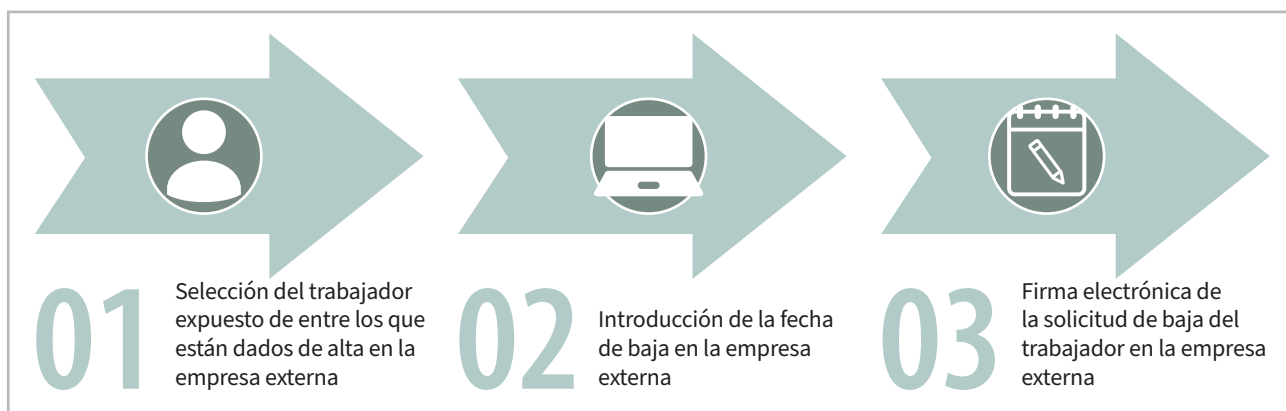 01
Selección del trabajador
expuesto de entre los que
están dados de alta en la
empresa externa
02
Introducción de la fecha
de baja en la empresa
externa
03
Firma electrónica de
la solicitud de baja del
trabajador en la empresa
externa